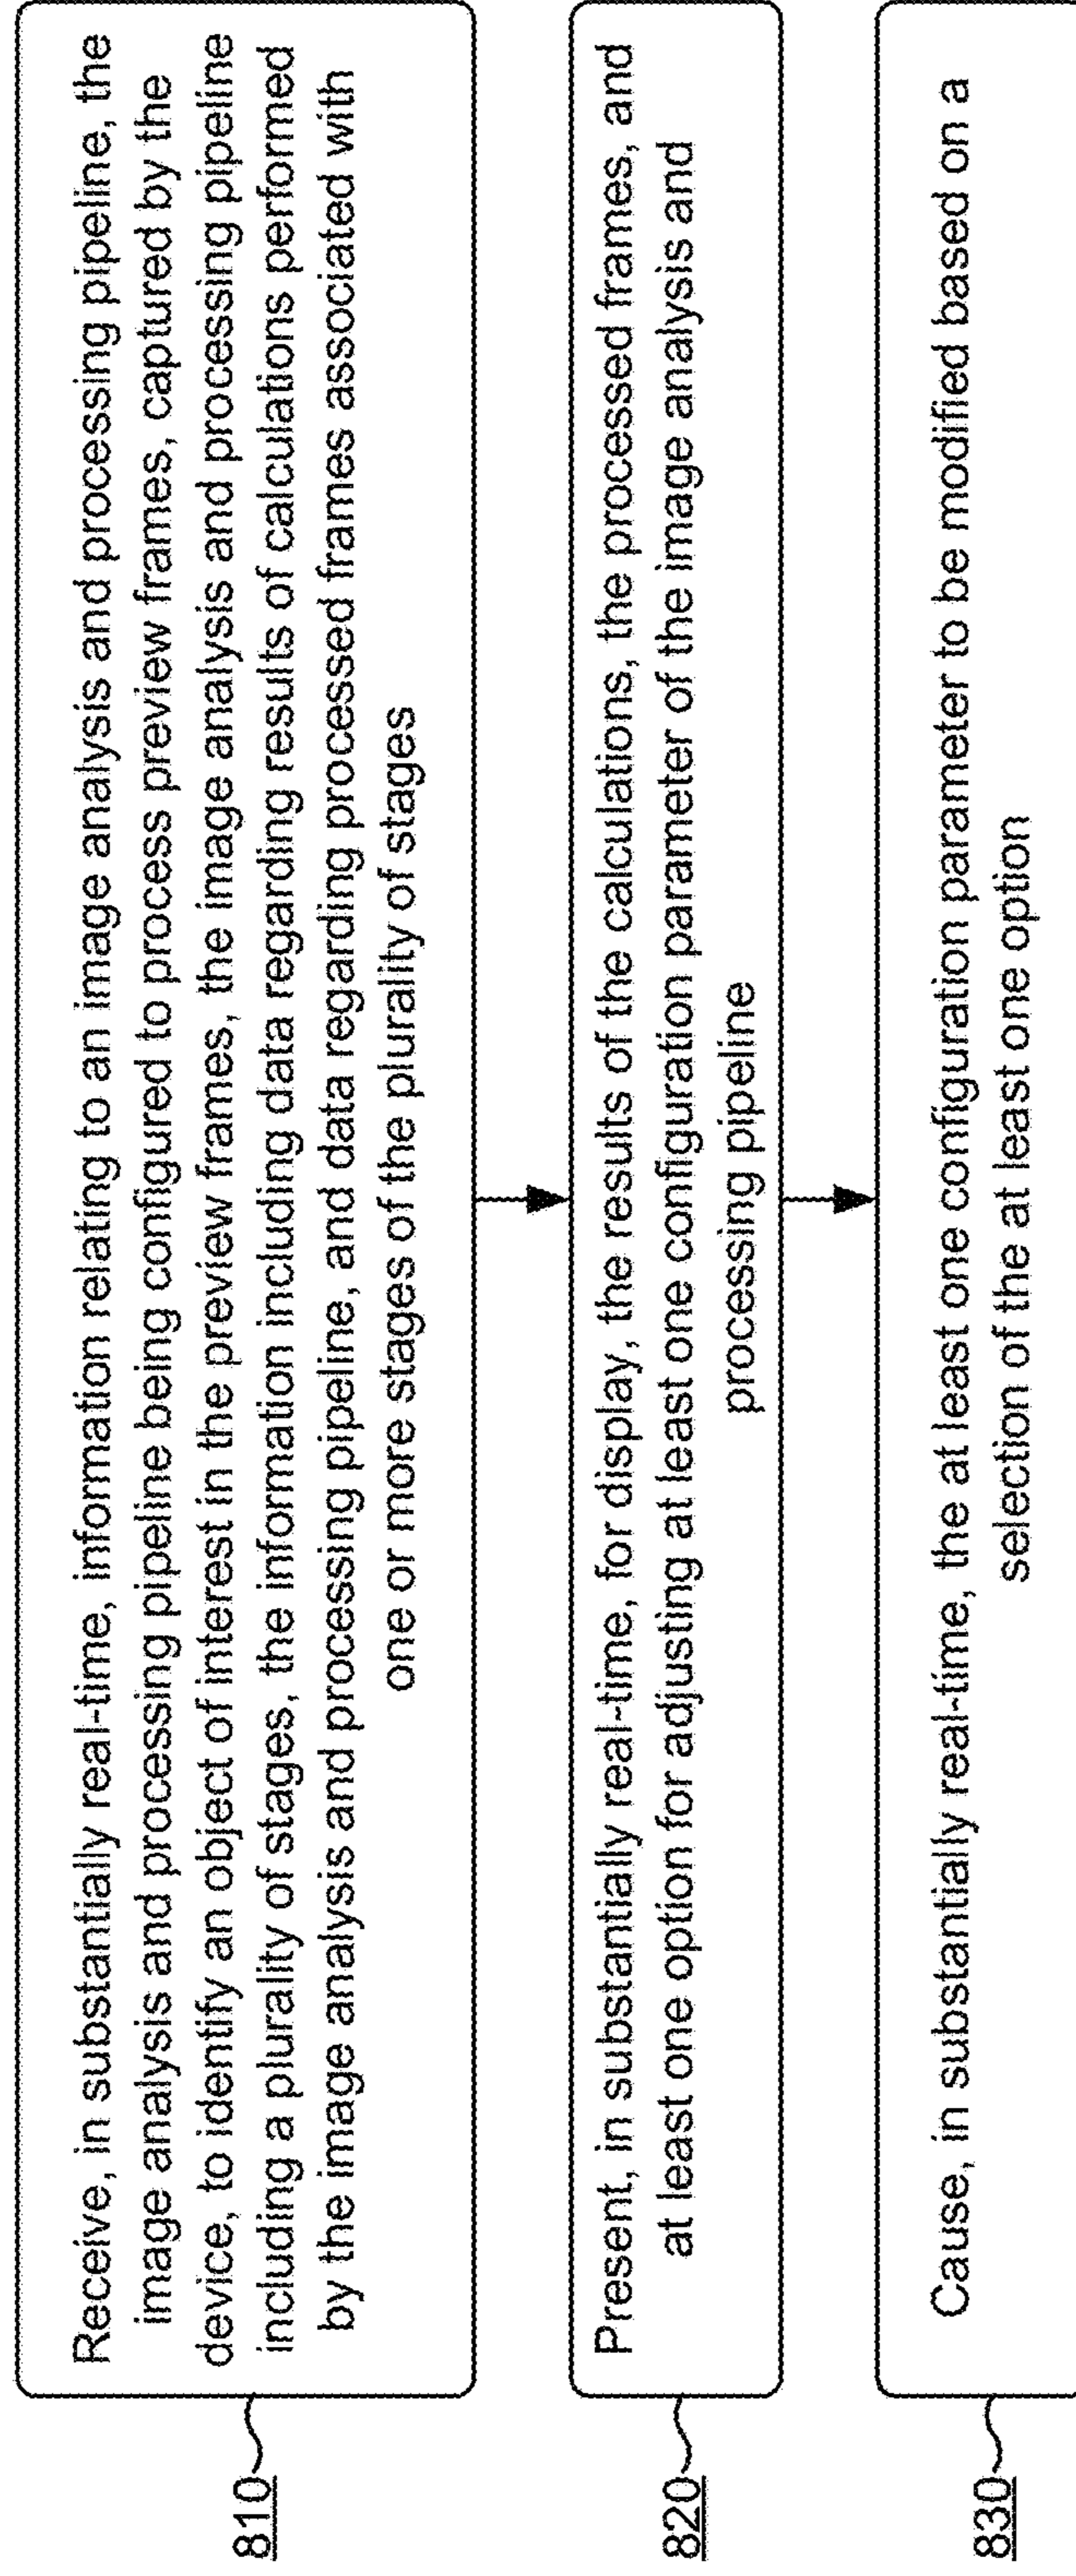 810
Receive, in substantially real-time, information relating to an image analysis and processing pipeline, the
image analysis and processing pipeline being configured to process preview frames, captured by the
device, to identify an object of interest in the preview frames, the image analysis and processing pipeline
including a plurality of stages, the information including data regarding results of calculations performed
by the image analysis and processing pipeline, and data regarding processed frames associated with
one or more stages of the plurality of stages
820
Present, in substantially real-time, for display, the results of the calculations, the processed frames, and
at least one option for adjusting at least one configuration parameter of the image analysis and
processing pipeline
830
Cause, in substantially real-time, the at least one configuration parameter to be modified based on a
selection of the at least one option